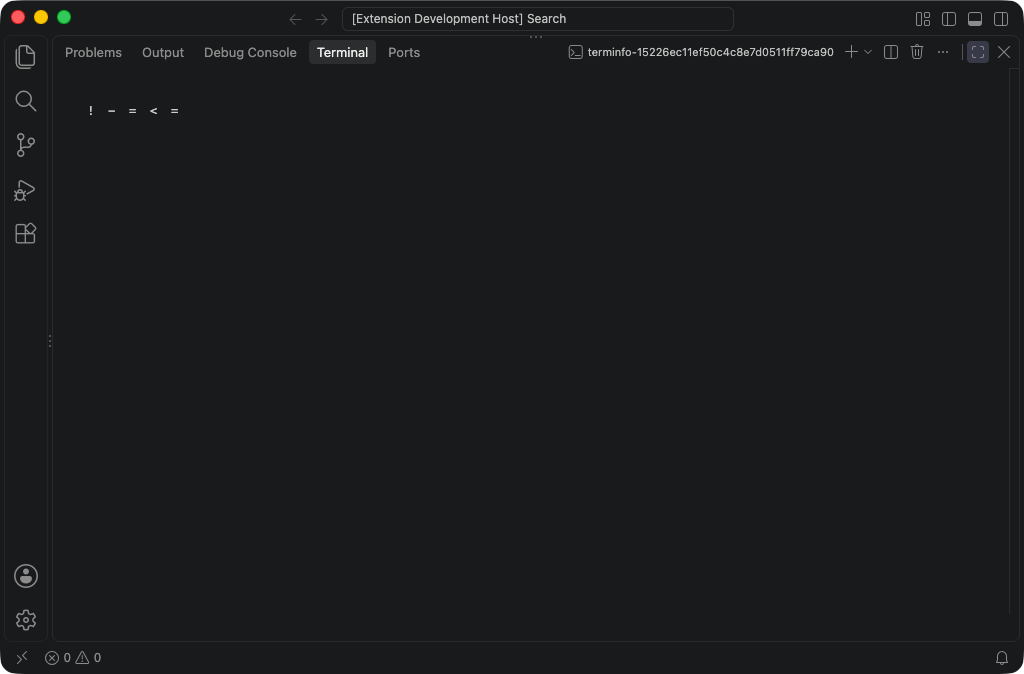 [Extension Development Host] Search
Problems Output Debug Console Terminal Ports terminfo-15226ec11ef50c4c8e7d0511ff79ca90
! - = < =
0 0